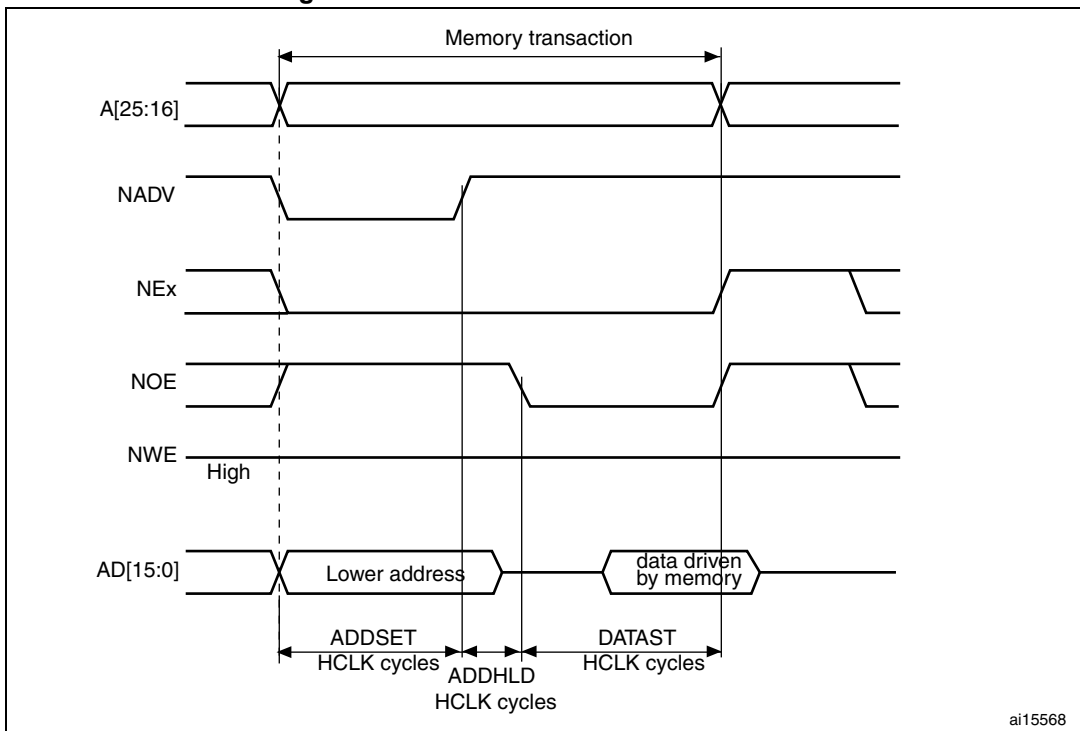 Memory transaction
A[25:16]
NADV
NEx
NOE
NWE
High
AD[15:0]
Lower address
data driven
by memory
ADDSET
HCLK cycles
ADDHLD
HCLK cycles
DATAST
HCLK cycles
ai15568